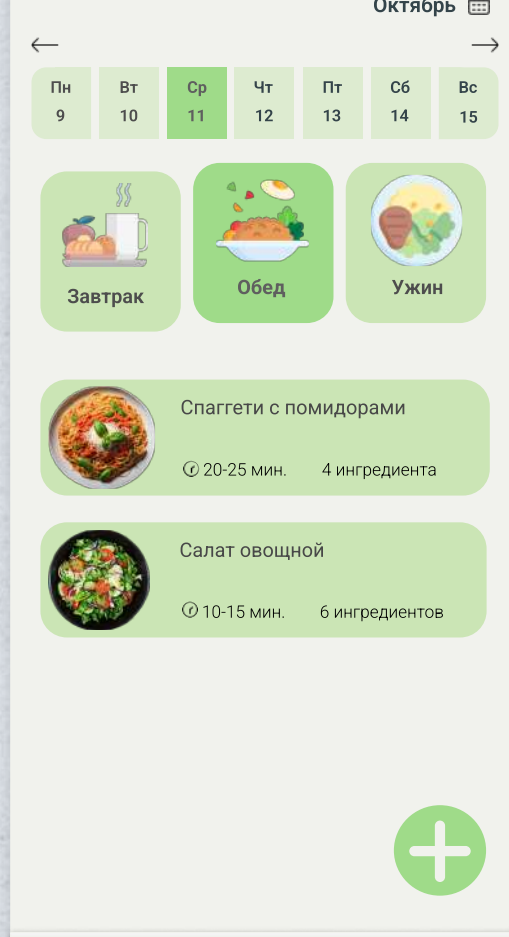 Октябрь
Пн Вт Ср Чт Пт Сб Вс
9 10 11 12 13 14 15
Завтрак Обед Ужин
Спаггети с помидорами
20-25 мин. 4 ингредиента
Салат овощной
10-15 мин. 6 ингредиентов